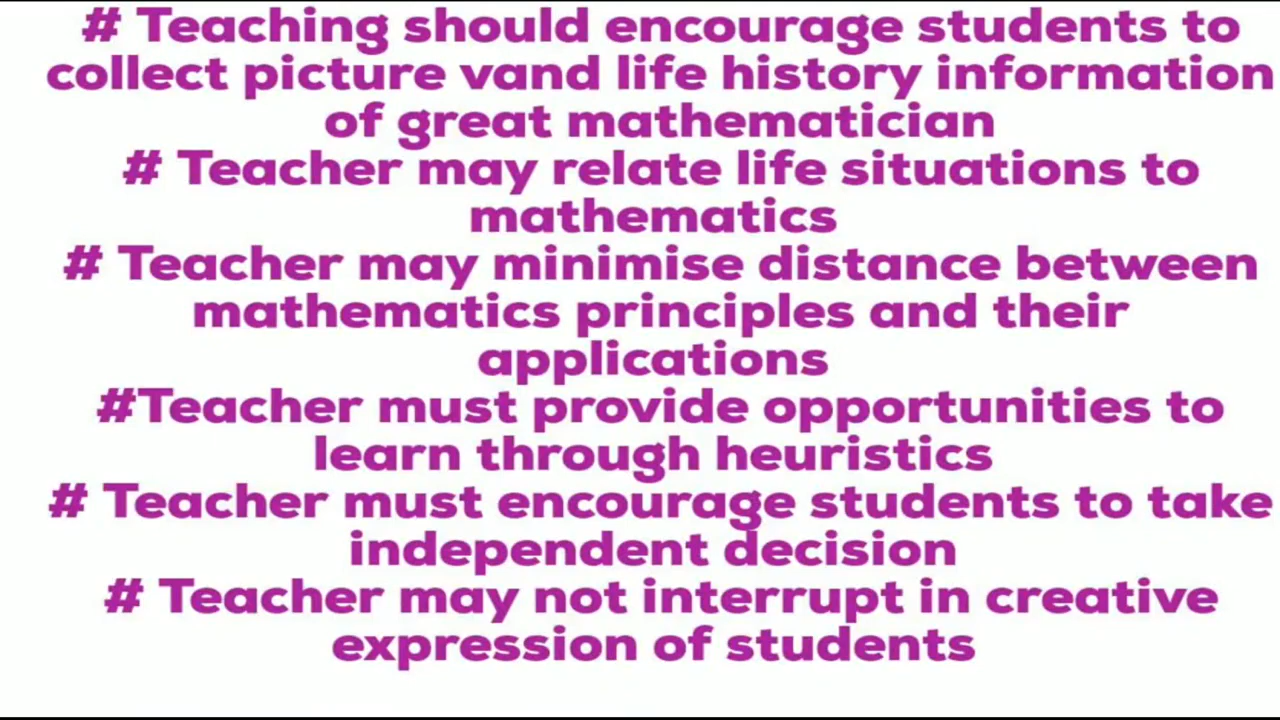 # Teaching should encourage students to
collect picture vand life history information
of great mathematician
# Teacher may relate life situations to
mathematics
# Teacher may minimise distance between
mathematics principles and their
applications
#Teacher must provide opportunities to
learn through heuristics
# Teacher must encourage students to take
independent decision
# Teacher may not interrupt in creative
expression of students